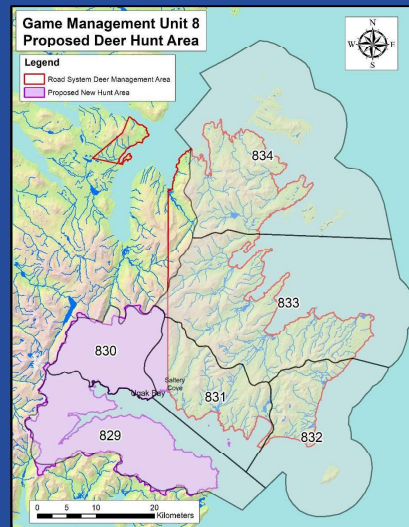 Game Management Unit 8
Proposed Deer Hunt Area
Legend
Road System Deer Management Area
Proposed New Hunt Area
N
W E
S
834
833
830
Saltery
Cove
Ugak Bay
831
829
832
0 5 10 20
Kilometers